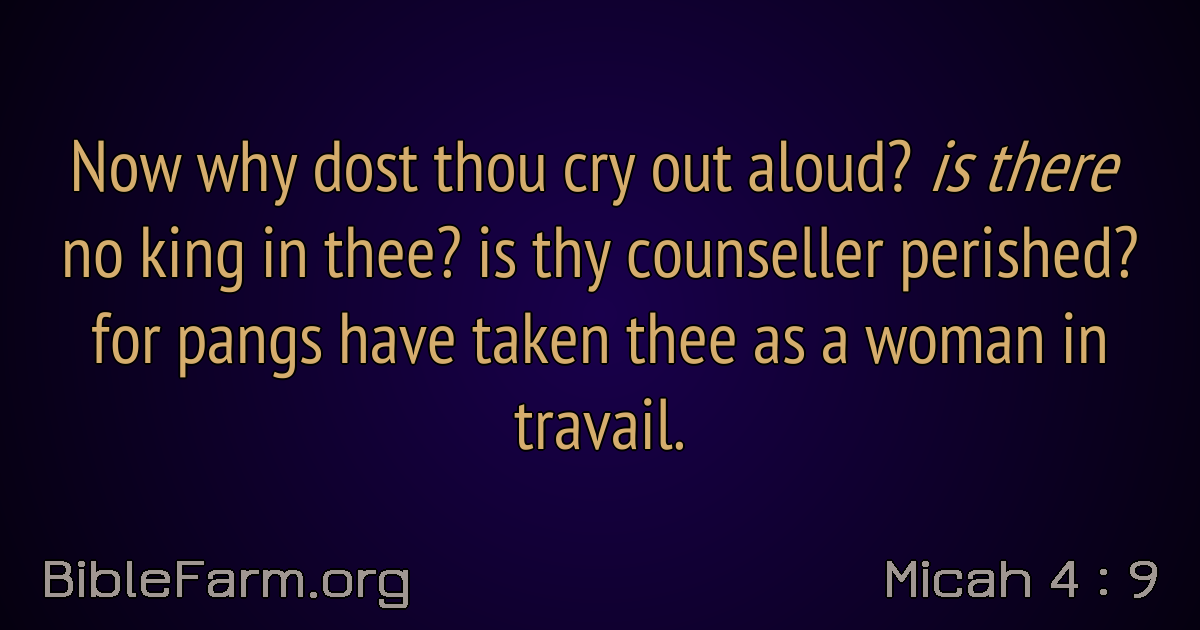 Now why dost thou cry out aloud? is there
no king in thee? is thy counseller perished?
for pangs have taken thee as a woman in
travail.
BibleFarm.org
Micah 4 : 9